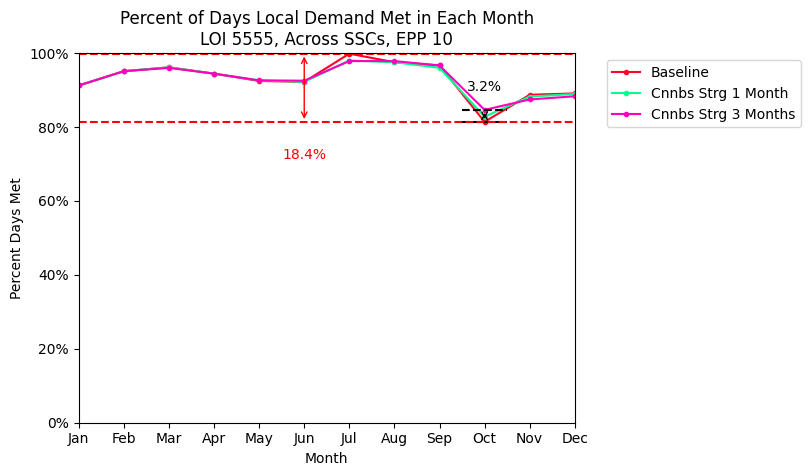 Percent of Days Local Demand Met in Each Month
LOI 5555, Across SSCs, EPP 10
100%
80%
60%
40%
20%
0%
Percent Days Met
3.2%
18.4%
Jan Feb Mar Apr May Jun Jul Aug Sep Oct Nov Dec
Month
Baseline
Cnnbs Strg 1 Month
Cnnbs Strg 3 Months